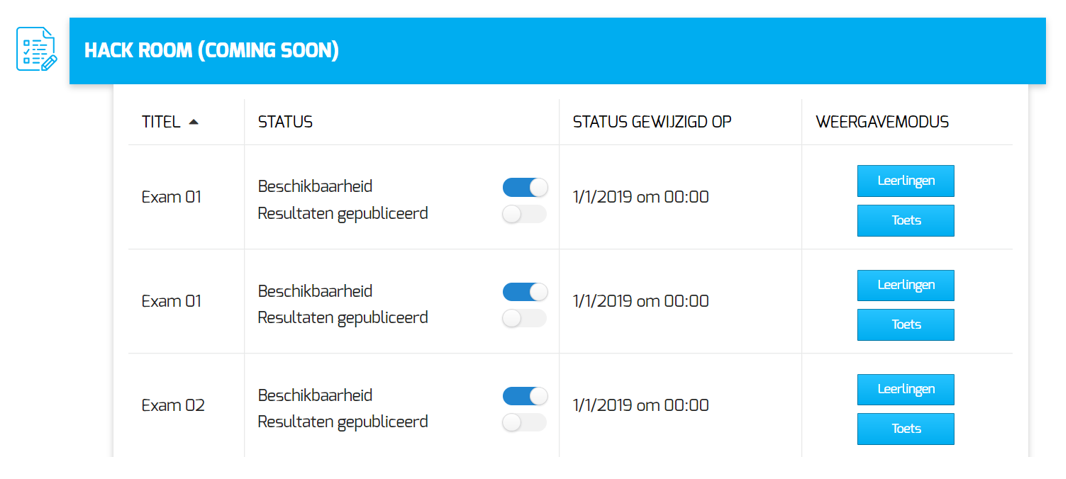 HACK ROOM (COMING SOON)
TITEL STATUS STATUS GEWIJZIGD OP WEERGAVEMODUS
Exam 01
Beschikbaarheid
Resultaten gepubliceerd
1/1/2019 om 00:00
Leerlingen
Toets
Exam 01
Beschikbaarheid
Resultaten gepubliceerd
1/1/2019 om 00:00
Leerlingen
Toets
Exam 02
Beschikbaarheid
Resultaten gepubliceerd
1/1/2019 om 00:00
Leerlingen
Toets